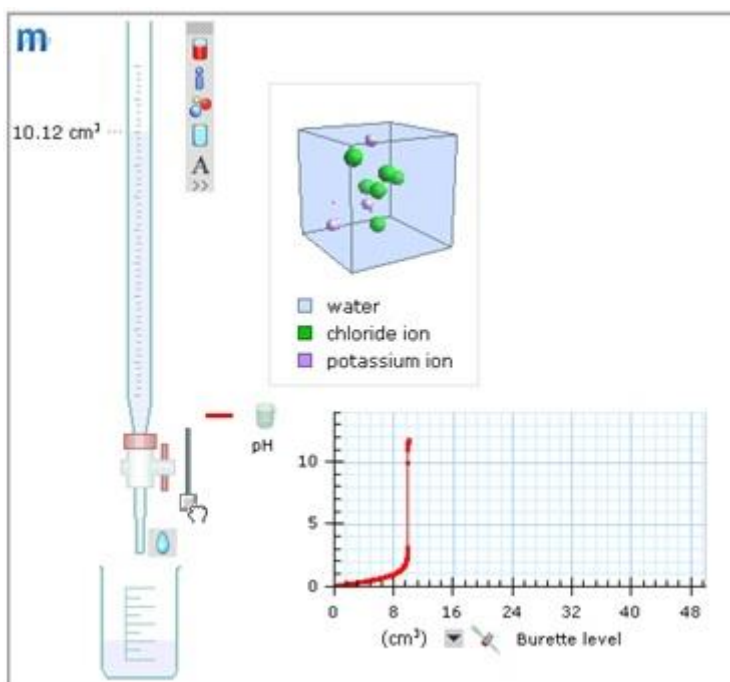 m
10.12 cm³
A
>>
water
chloride ion
potassium ion
pH
10
5
0
0 8 16 24 32 40 48
(cm³) Burette level